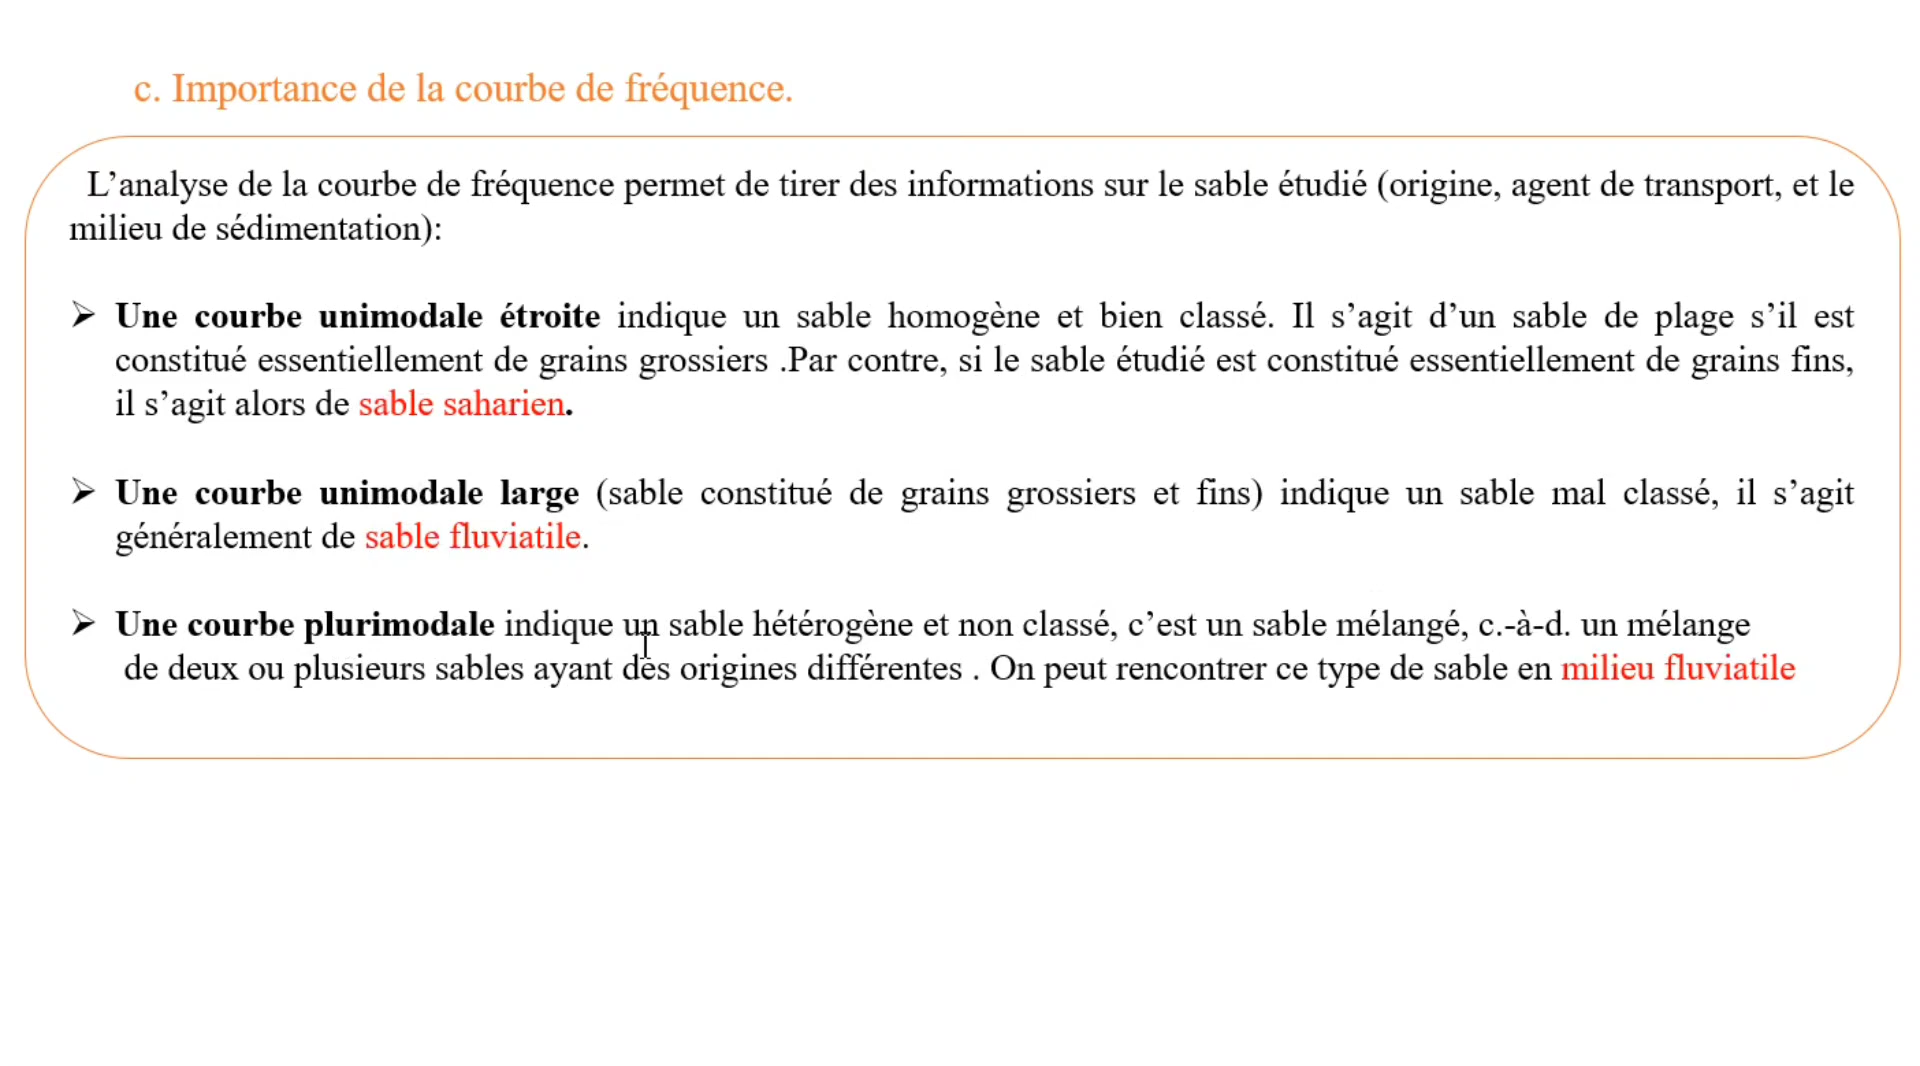 c. Importance de la courbe de fréquence.
L’analyse de la courbe de fréquence permet de tirer des informations sur le sable étudié (origine, agent de transport, et le
milieu de sédimentation):
➢ Une courbe unimodale étroite indique un sable homogène et bien classé. Il s’agit d’un sable de plage s’il est
constitué essentiellement de grains grossiers .Par contre, si le sable étudié est constitué essentiellement de grains fins,
il s’agit alors de sable saharien.
➢ Une courbe unimodale large (sable constitué de grains grossiers et fins) indique un sable mal classé, il s’agit
généralement de sable fluviatile.
➢ Une courbe plurimodale indique un sable hétérogène et non classé, c’est un sable mélangé, c.-à-d. un mélange
de deux ou plusieurs sables ayant des origines différentes . On peut rencontrer ce type de sable en milieu fluviatile